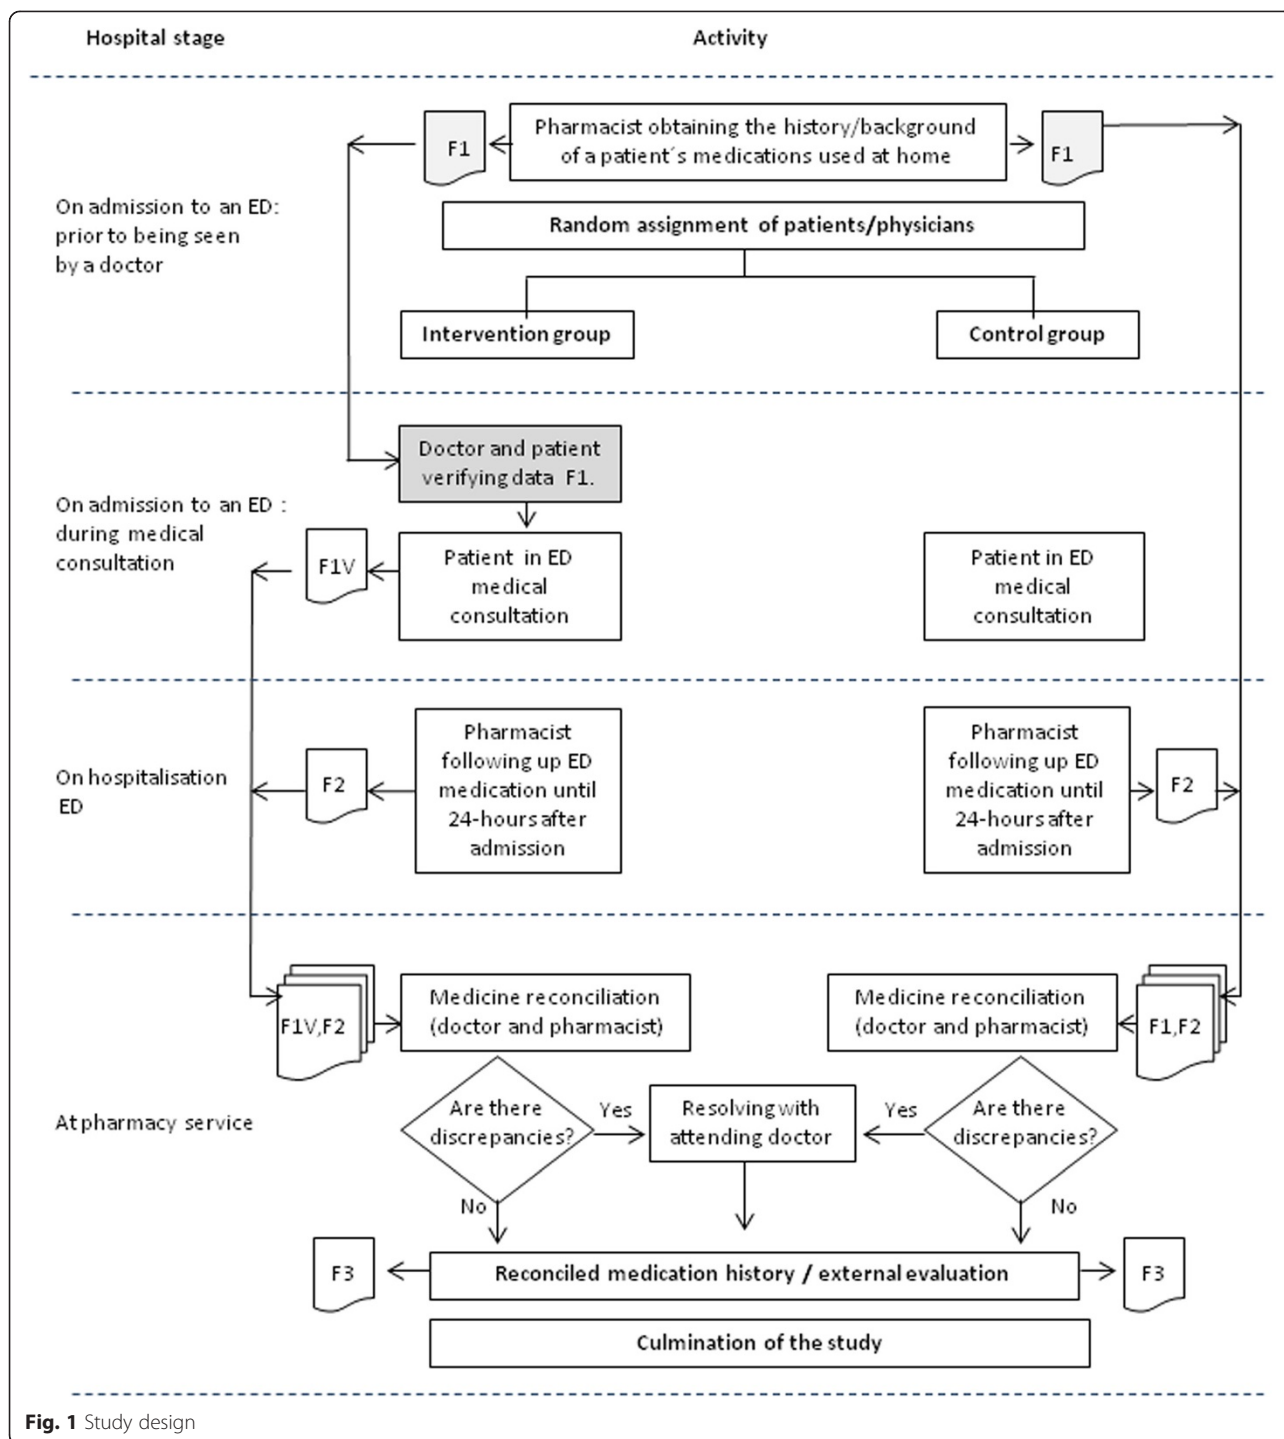 Hospital stage
Activity
F1
Pharmacist obtaining the history/background
of a patient´s medications used at home
F1
On admission to an ED:
prior to being seen
by a doctor
Random assignment of patients/physicians
Intervention group
Control group
Doctor and patient
verifying data F1.
On admission to an ED :
during medical
consultation
F1V
Patient in ED
medical
consultation
Patient in ED
medical
consultation
On hospitalisation
ED
F2
Pharmacist
following up ED
medication until
24-hours after
admission
Pharmacist
following up ED
medication until
24-hours after
admission
F2
F1V,F2
Medicine reconciliation
(doctor and pharmacist)
Medicine reconciliation
(doctor and pharmacist)
F1,F2
At pharmacy service
Are there
discrepancies?
Yes
Resolving with
attending doctor
Yes
Are there
discrepancies?
No
No
F3
Reconciled medication history / external evaluation
F3
Culmination of the study
Fig. 1 Study design